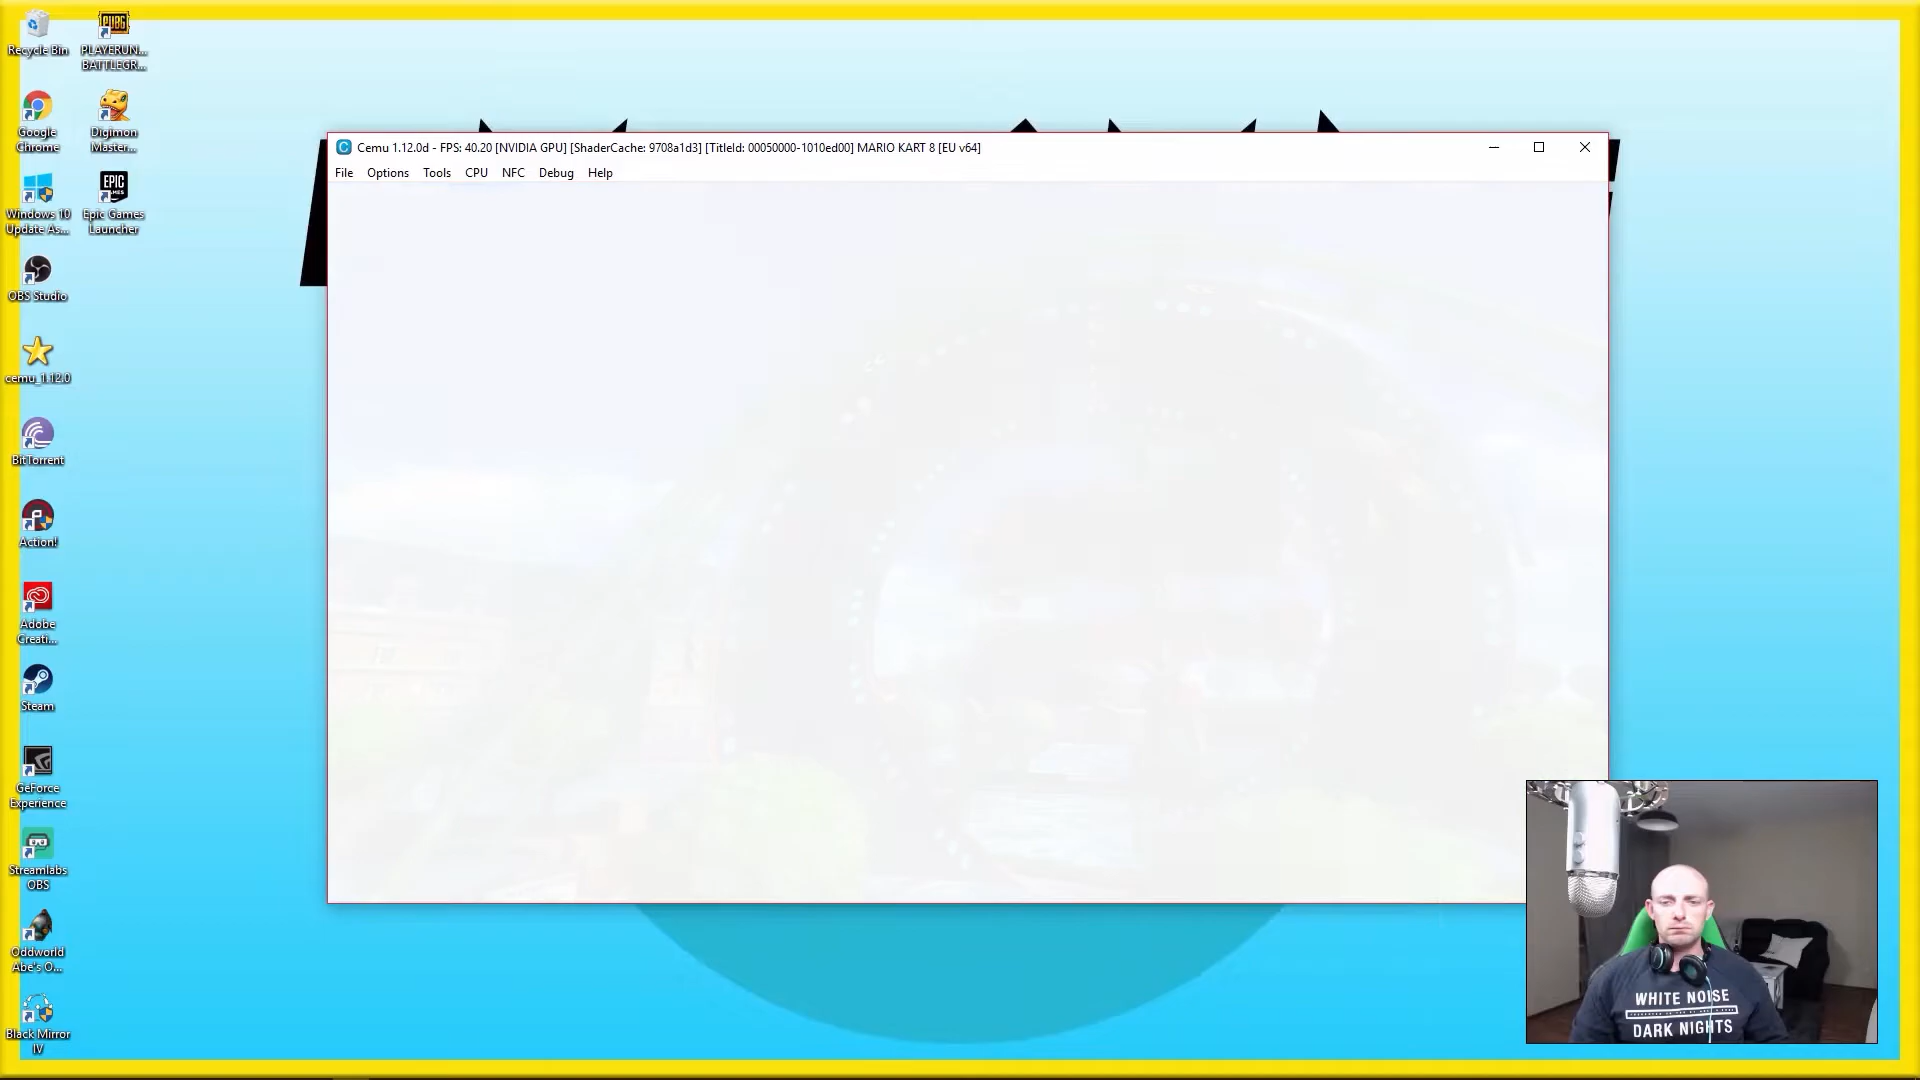 Recycle Bin
PLAYERUN...
BATTLEGR...
Google
Chrome
Digimon
Master...
Windows 10
Update As...
Epic Games
Launcher
OBS Studio
cemu_1.12.0
BitTorrent
Action!
Adobe
Creati...
Steam
GeForce
Experience
Streamlabs
OBS
Oddworld
Abe's O...
Black Mirror
IV
PUBG
EPIC
GAMES
Cemu 1.12.0d - FPS: 40.20 [NVIDIA GPU] [ShaderCache: 9708a1d3] [TitleId: 00050000-1010ed00] MARIO KART 8 [EU v64]
File Options Tools CPU NFC Debug Help
WHITE NOISE
DARK NIGHTS